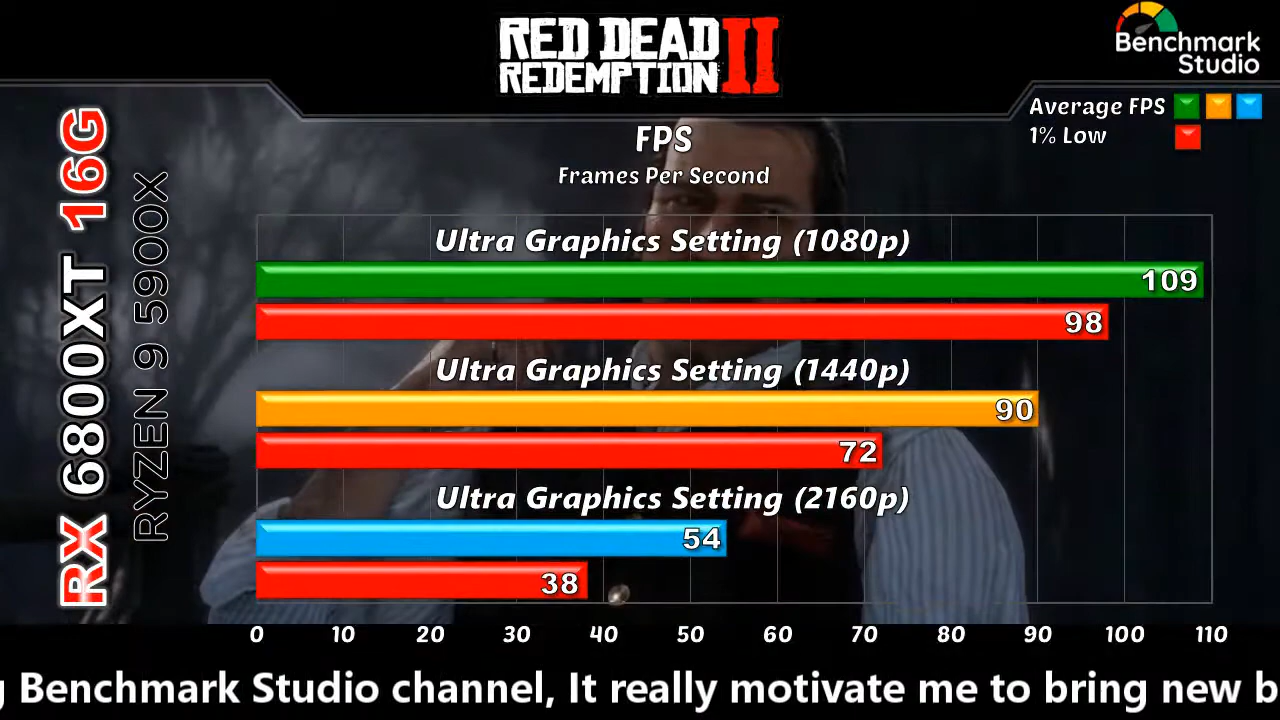 RED DEAD
REDEMPTION II
Benchmark
Studio
Average FPS
1% Low
FPS
Frames Per Second
RX 6800XT 16G
RYZEN 9 5900X
Ultra Graphics Setting (1080p)
109
98
Ultra Graphics Setting (1440p)
90
72
Ultra Graphics Setting (2160p)
54
38
0 10 20 30 40 50 60 70 80 90 100 110
Benchmark Studio channel, It really motivate me to bring new